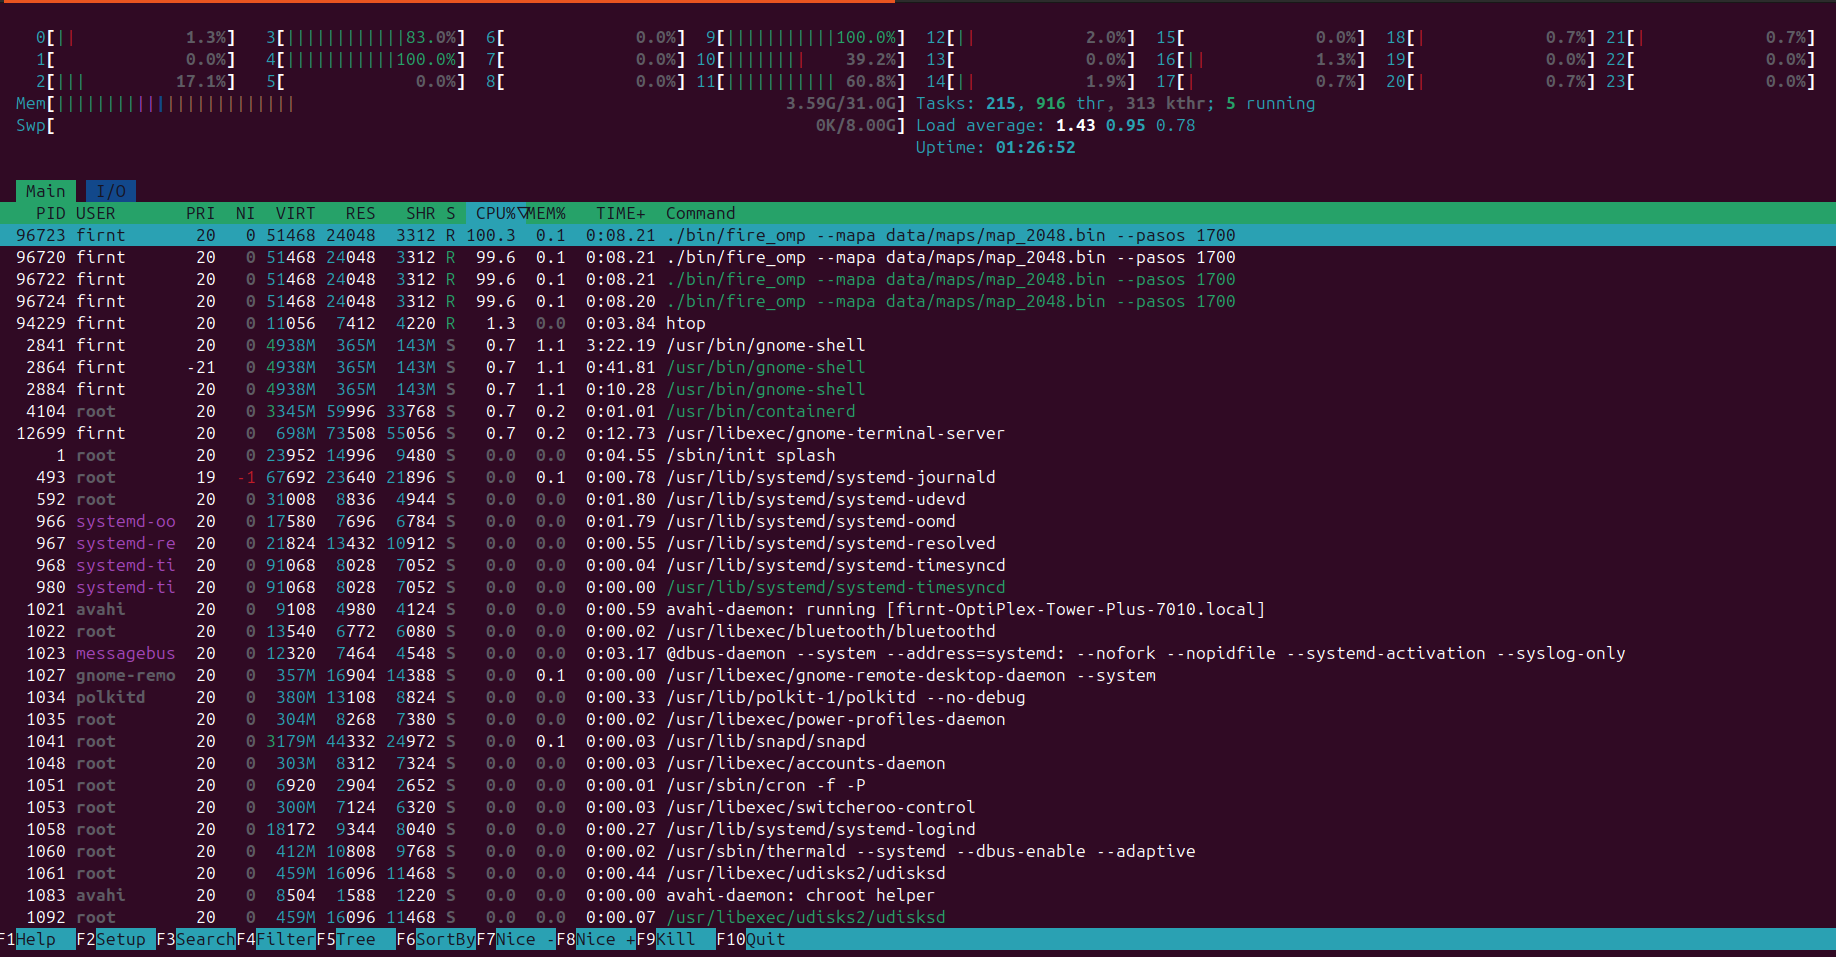 0[|| 1.3%] 3[||||||||||||83.0%] 6[ 0.0%] 9[|||||||||||100.0%] 12[|| 2.0%] 15[ 0.0%] 18[| 0.7%] 21[| 0.7%]
1[ 0.0%] 4[|||||||||||100.0%] 7[ 0.0%] 10[|||||||| 39.2%] 13[ 0.0%] 16[|| 1.3%] 19[ 0.0%] 22[ 0.0%]
2[||| 17.1%] 5[ 0.0%] 8[ 0.0%] 11[||||||||||| 60.8%] 14[|| 1.9%] 17[| 0.7%] 20[| 0.7%] 23[ 0.0%]
Mem[|||||||||||||||||||||||| 3.59G/31.0G] Tasks: 215, 916 thr, 313 kthr; 5 running
Swp[ 0K/8.00G] Load average: 1.43 0.95 0.78
Uptime: 01:26:52
Main I/O
PID USER PRI NI VIRT RES SHR S CPU%▽MEM% TIME+ Command
96723 firnt 20 0 51468 24048 3312 R 100.3 0.1 0:08.21 ./bin/fire_omp --mapa data/maps/map_2048.bin --pasos 1700
96720 firnt 20 0 51468 24048 3312 R 99.6 0.1 0:08.21 ./bin/fire_omp --mapa data/maps/map_2048.bin --pasos 1700
96722 firnt 20 0 51468 24048 3312 R 99.6 0.1 0:08.21 ./bin/fire_omp --mapa data/maps/map_2048.bin --pasos 1700
96724 firnt 20 0 51468 24048 3312 R 99.6 0.1 0:08.20 ./bin/fire_omp --mapa data/maps/map_2048.bin --pasos 1700
94229 firnt 20 0 11056 7412 4220 R 1.3 0.0 0:03.84 htop
2841 firnt 20 0 4938M 365M 143M S 0.7 1.1 3:22.19 /usr/bin/gnome-shell
2864 firnt -21 0 4938M 365M 143M S 0.7 1.1 0:41.81 /usr/bin/gnome-shell
2884 firnt 20 0 4938M 365M 143M S 0.7 1.1 0:10.28 /usr/bin/gnome-shell
4104 root 20 0 3345M 59996 33768 S 0.7 0.2 0:01.01 /usr/bin/containerd
12699 firnt 20 0 698M 73508 55056 S 0.7 0.2 0:12.73 /usr/libexec/gnome-terminal-server
1 root 20 0 23952 14996 9480 S 0.0 0.0 0:04.55 /sbin/init splash
493 root 19 -1 67692 23640 21896 S 0.0 0.1 0:00.78 /usr/lib/systemd/systemd-journald
592 root 20 0 31008 8836 4944 S 0.0 0.0 0:01.80 /usr/lib/systemd/systemd-udevd
966 systemd-oo 20 0 17580 7696 6784 S 0.0 0.0 0:01.79 /usr/lib/systemd/systemd-oomd
967 systemd-re 20 0 21824 13432 10912 S 0.0 0.0 0:00.55 /usr/lib/systemd/systemd-resolved
968 systemd-ti 20 0 91068 8028 7052 S 0.0 0.0 0:00.04 /usr/lib/systemd/systemd-timesyncd
980 systemd-ti 20 0 91068 8028 7052 S 0.0 0.0 0:00.00 /usr/lib/systemd/systemd-timesyncd
1021 avahi 20 0 9108 4980 4124 S 0.0 0.0 0:00.59 avahi-daemon: running [firnt-OptiPlex-Tower-Plus-7010.local]
1022 root 20 0 13540 6772 6080 S 0.0 0.0 0:00.02 /usr/libexec/bluetooth/bluetoothd
1023 messagebus 20 0 12320 7464 4548 S 0.0 0.0 0:03.17 @dbus-daemon --system --address=systemd: --nofork --nopidfile --systemd-activation --syslog-only
1027 gnome-remo 20 0 357M 16904 14388 S 0.0 0.1 0:00.00 /usr/libexec/gnome-remote-desktop-daemon --system
1034 polkitd 20 0 380M 13108 8824 S 0.0 0.0 0:00.33 /usr/lib/polkit-1/polkitd --no-debug
1035 root 20 0 304M 8268 7380 S 0.0 0.0 0:00.02 /usr/libexec/power-profiles-daemon
1041 root 20 0 3179M 44332 24972 S 0.0 0.1 0:00.03 /usr/lib/snapd/snapd
1048 root 20 0 303M 8312 7324 S 0.0 0.0 0:00.03 /usr/libexec/accounts-daemon
1051 root 20 0 6920 2904 2652 S 0.0 0.0 0:00.01 /usr/sbin/cron -f -P
1053 root 20 0 300M 7124 6320 S 0.0 0.0 0:00.03 /usr/libexec/switcheroo-control
1058 root 20 0 18172 9344 8040 S 0.0 0.0 0:00.27 /usr/lib/systemd/systemd-logind
1060 root 20 0 412M 10808 9768 S 0.0 0.0 0:00.02 /usr/sbin/thermald --systemd --dbus-enable --adaptive
1061 root 20 0 459M 16096 11468 S 0.0 0.0 0:00.44 /usr/libexec/udisks2/udisksd
1083 avahi 20 0 8504 1588 1220 S 0.0 0.0 0:00.00 avahi-daemon: chroot helper
1092 root 20 0 459M 16096 11468 S 0.0 0.0 0:00.07 /usr/libexec/udisks2/udisksd
F1Help F2Setup F3SearchF4FilterF5Tree F6SortByF7Nice -F8Nice +F9Kill F10Quit